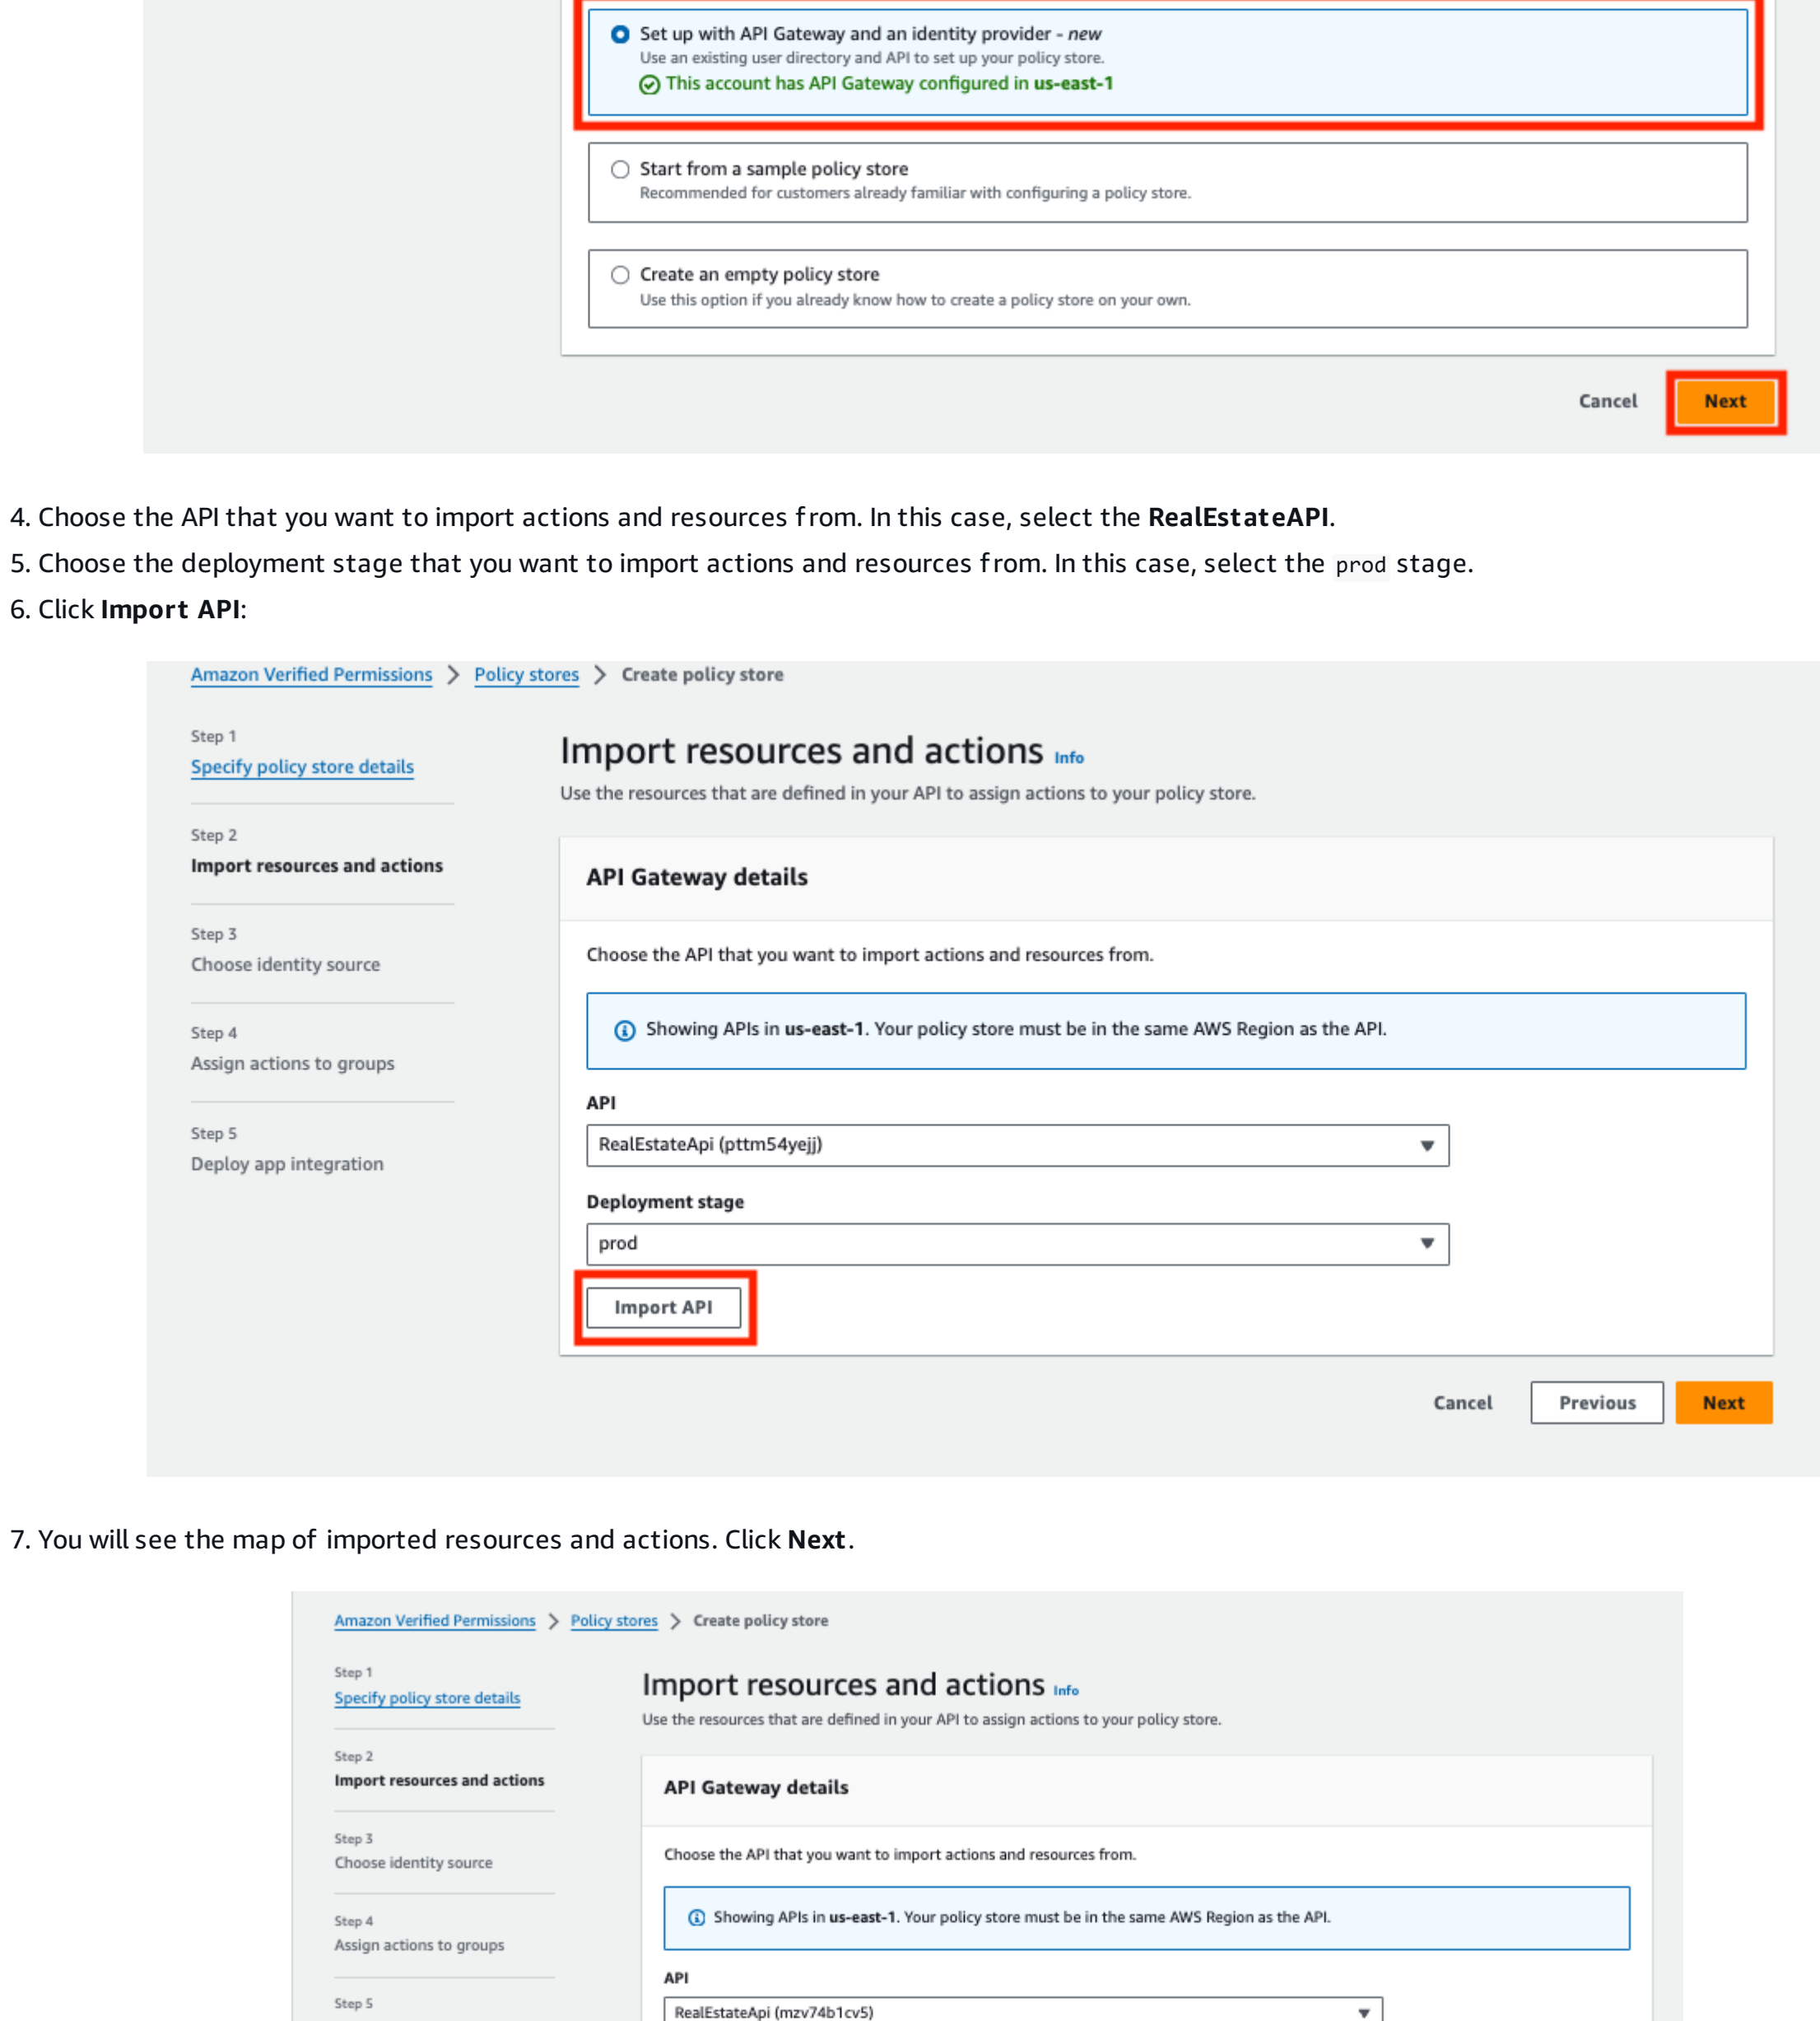 Set up with API Gateway and an identity provider - new
Use an existing user directory and API to set up your policy store.
This account has API Gateway configured in us-east-1
Start from a sample policy store
Recommended for customers already familiar with configuring a policy store.
Create an empty policy store
Use this option if you already know how to create a policy store on your own.
Cancel
Next
4. Choose the API that you want to import actions and resources from. In this case, select the RealEstateAPI.
5. Choose the deployment stage that you want to import actions and resources from. In this case, select the prod stage.
6. Click Import API:
Amazon Verified Permissions > Policy stores > Create policy store
Step 1
Specify policy store details
Step 2
Import resources and actions
Step 3
Choose identity source
Step 4
Assign actions to groups
Step 5
Deploy app integration
Import resources and actions Info
Use the resources that are defined in your API to assign actions to your policy store.
API Gateway details
Choose the API that you want to import actions and resources from.
Showing APIs in us-east-1. Your policy store must be in the same AWS Region as the API.
API
RealEstateApi (pttm54yejj)
Deployment stage
prod
Import API
Cancel
Previous
Next
7. You will see the map of imported resources and actions. Click Next.
Amazon Verified Permissions > Policy stores > Create policy store
Step 1
Specify policy store details
Step 2
Import resources and actions
Step 3
Choose identity source
Step 4
Assign actions to groups
Step 5
Import resources and actions Info
Use the resources that are defined in your API to assign actions to your policy store.
API Gateway details
Choose the API that you want to import actions and resources from.
Showing APIs in us-east-1. Your policy store must be in the same AWS Region as the API.
API
RealEstateApi (mzv74b1cv5)